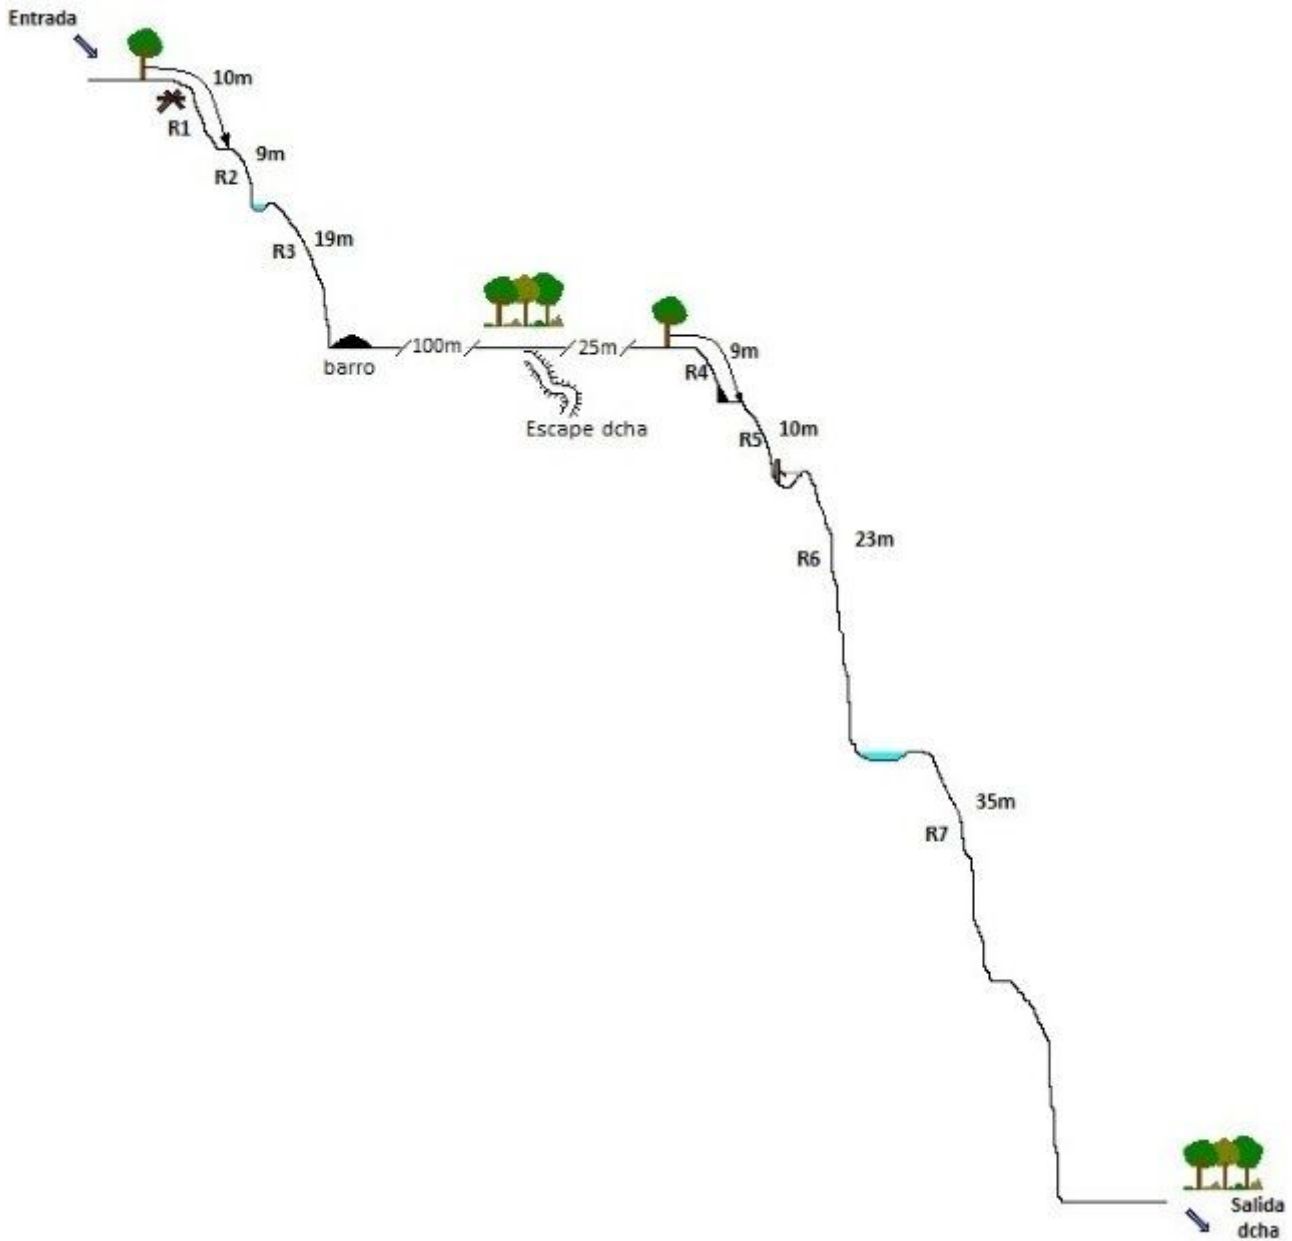 Entrada
10m
R1
9m
R2
19m
R3
barro
100m
25m
Escape dcha
9m
R4
10m
R5
23m
R6
35m
R7
Salida
dcha